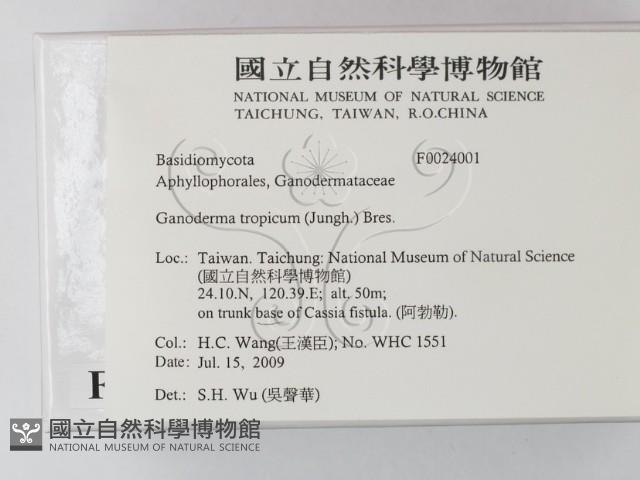 國立自然科學博物館
NATIONAL MUSEUM OF NATURAL SCIENCE
TAICHUNG, TAIWAN, R.O.CHINA
Basidiomycota F0024001
Aphyllophorales, Ganodermataceae
Ganoderma tropicum (Jungh.) Bres.
Loc.: Taiwan. Taichung: National Museum of Natural Science
(國立自然科學博物館)
24.10.N, 120.39.E; alt. 50m;
on trunk base of Cassia fistula. (阿勃勒).
Col.: H.C. Wang(王漢臣); No. WHC 1551
Date: Jul. 15, 2009
Det.: S.H. Wu (吳聲華)
F
國立自然科學博物館
NATIONAL MUSEUM OF NATURAL SCIENCE